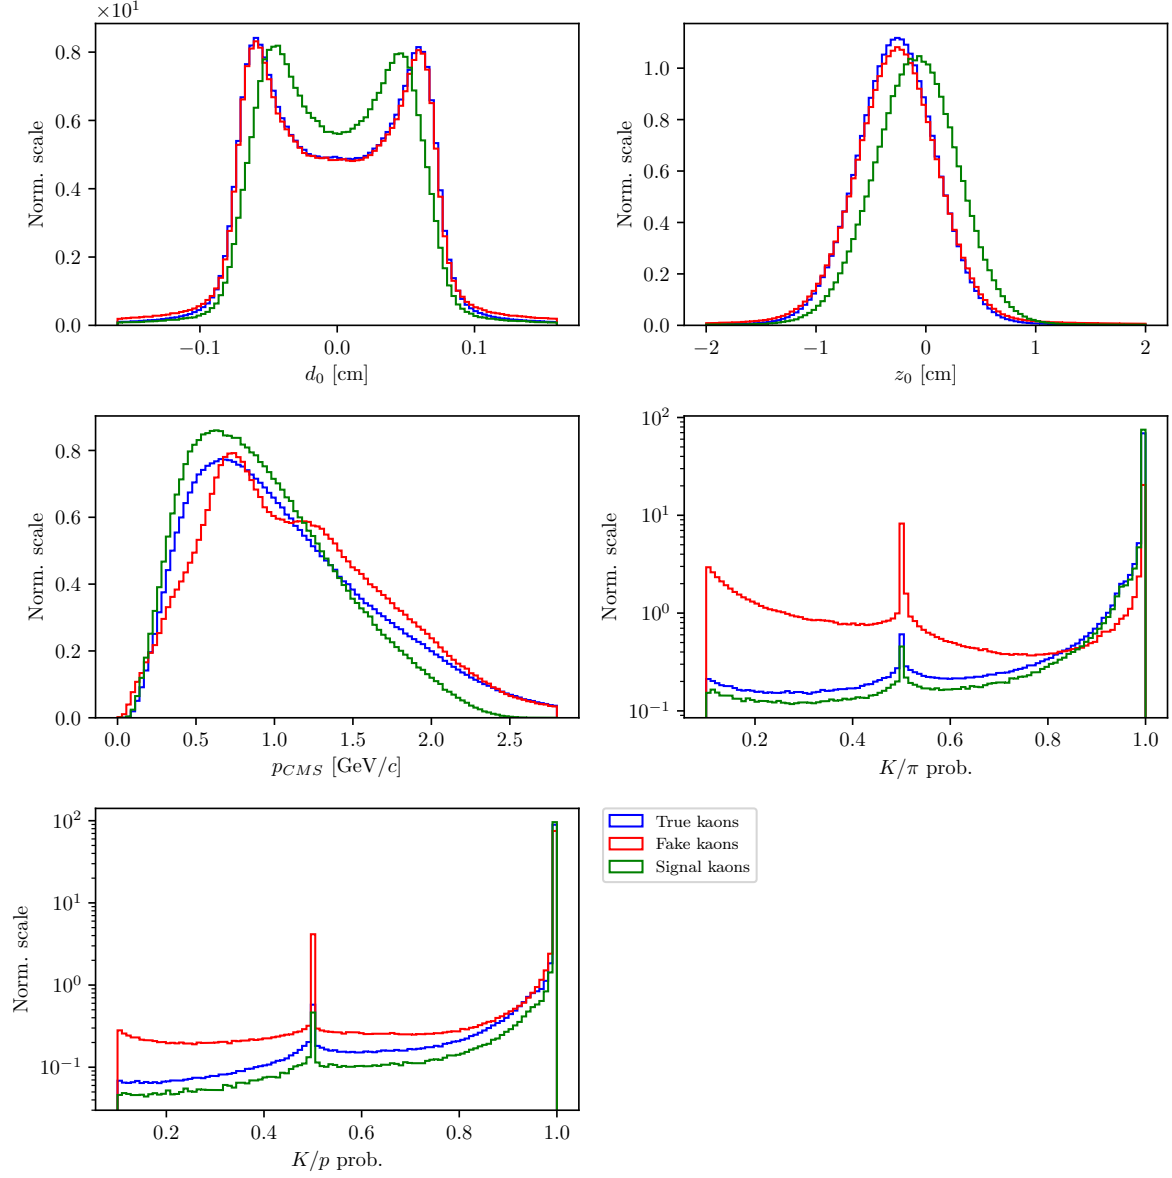 ×10¹
Norm. scale
0.8
0.6
0.4
0.2
0.0
−0.1 0.0 0.1
d₀ [cm]
Norm. scale
1.0
0.8
0.6
0.4
0.2
0.0
−2 −1 0 1 2
z₀ [cm]
Norm. scale
0.8
0.6
0.4
0.2
0.0
0.0 0.5 1.0 1.5 2.0 2.5
p_CMS [GeV/c]
Norm. scale
10²
10¹
10⁰
10⁻¹
0.2 0.4 0.6 0.8 1.0
K/π prob.
Norm. scale
10²
10¹
10⁰
10⁻¹
0.2 0.4 0.6 0.8 1.0
K/p prob.
True kaons
Fake kaons
Signal kaons